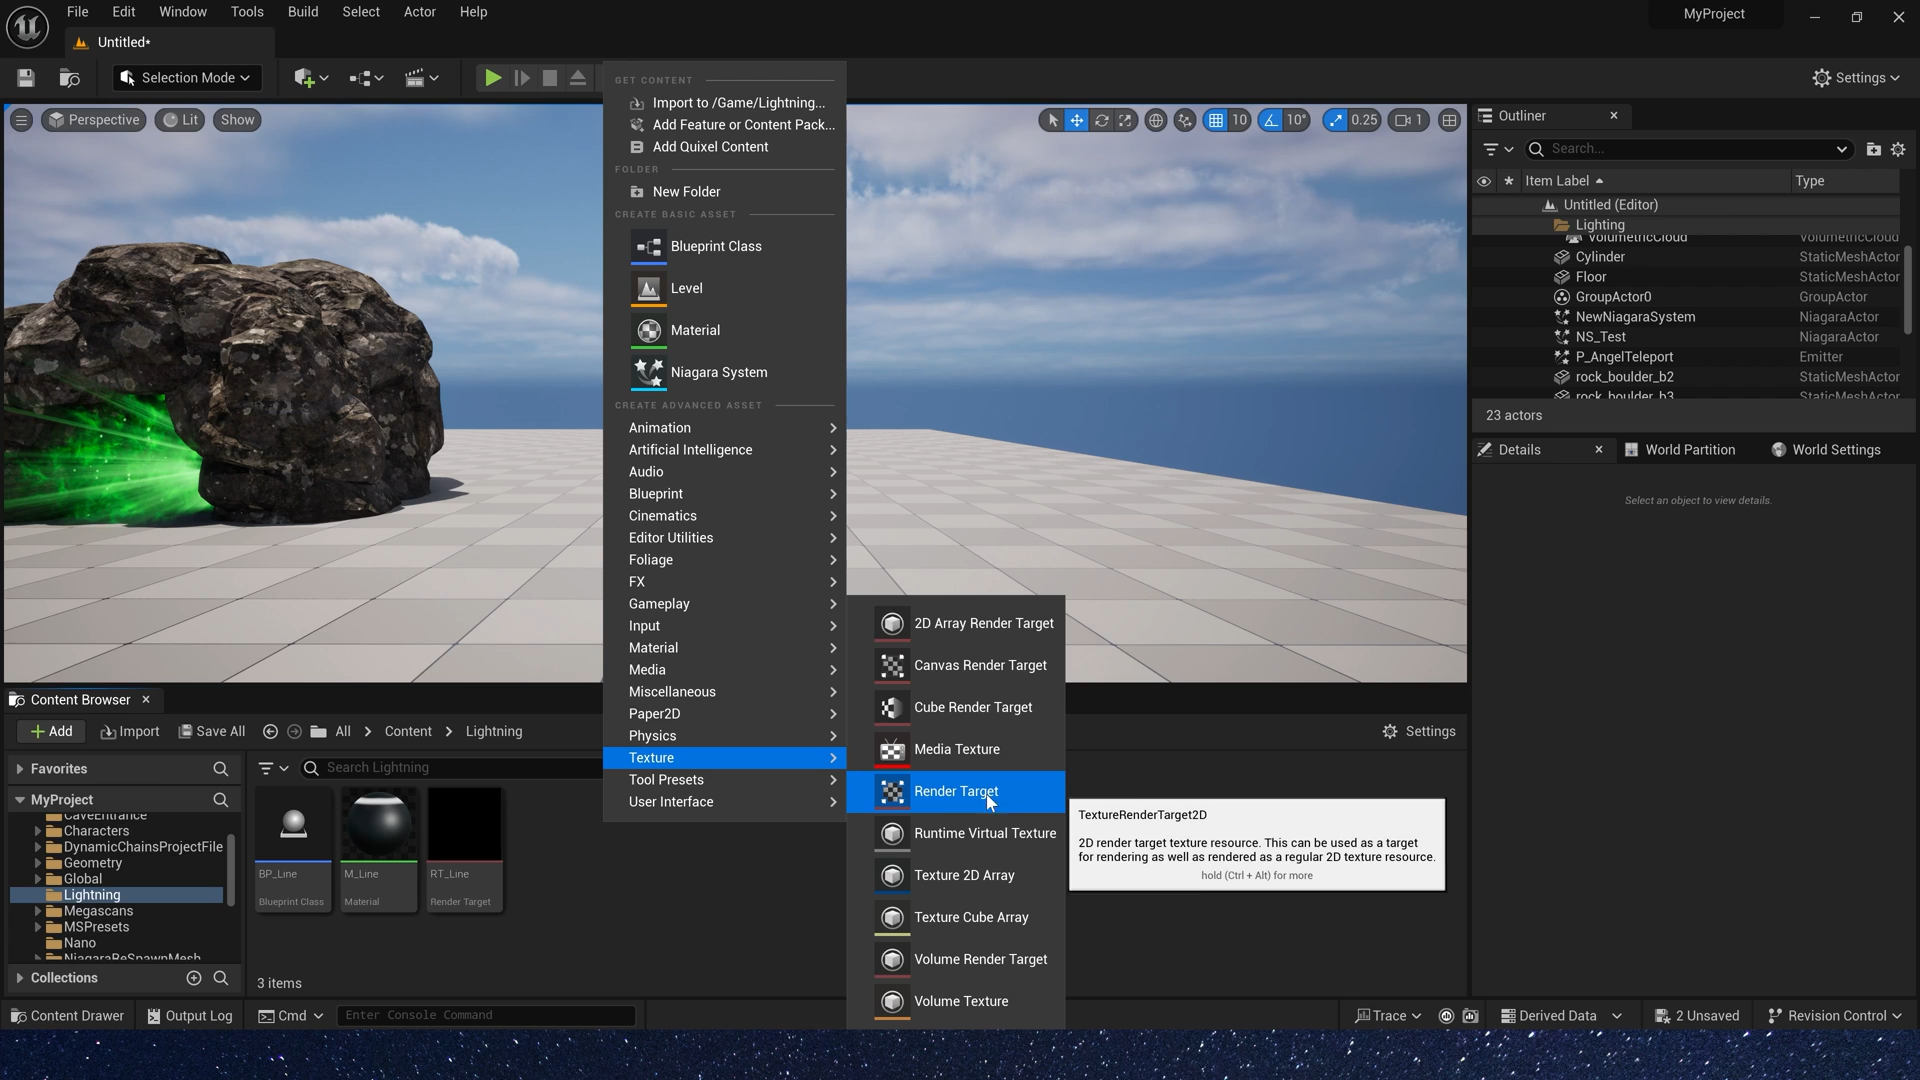 File Edit Window Tools Build Select Actor Help
MyProject
Untitled*
Selection Mode
Settings
Perspective
Lit
Show
10
10°
0.25
1
GET CONTENT
Import to /Game/Lightning...
Add Feature or Content Pack...
Add Quixel Content
FOLDER
New Folder
CREATE BASIC ASSET
Blueprint Class
Level
Material
Niagara System
CREATE ADVANCED ASSET
Animation
Artificial Intelligence
Audio
Blueprint
Cinematics
Editor Utilities
Foliage
FX
Gameplay
Input
Material
Media
Miscellaneous
Paper2D
Physics
Texture
Tool Presets
User Interface
2D Array Render Target
Canvas Render Target
Cube Render Target
Media Texture
Render Target
Runtime Virtual Texture
Texture 2D Array
Texture Cube Array
Volume Render Target
Volume Texture
TextureRenderTarget2D
2D render target texture resource. This can be used as a target
for rendering as well as rendered as a regular 2D texture resource.
hold (Ctrl + Alt) for more
Outliner
Search...
Item Label Type
Untitled (Editor)
Lighting
VolumetricCloud VolumetricCloud
Cylinder StaticMeshActor
Floor StaticMeshActor
GroupActor0 GroupActor
NewNiagaraSystem NiagaraActor
NS_Test NiagaraActor
P_AngelTeleport Emitter
rock_boulder_b2 StaticMeshActor
rock_boulder_b3 StaticMeshActor
23 actors
Details
World Partition
World Settings
Select an object to view details.
Content Browser
Add
Import
Save All
All
Content
Lightning
Settings
Favorites
Search Lightning
MyProject
CaveEntrance
Characters
DynamicChainsProjectFile
Geometry
Global
Lightning
Megascans
MSPresets
Nano
NiagaraReSpawnMesh
Collections
BP_Line
Blueprint Class
M_Line
Material
RT_Line
Render Target
3 items
Content Drawer
Output Log
Cmd
Enter Console Command
Trace
Derived Data
2 Unsaved
Revision Control